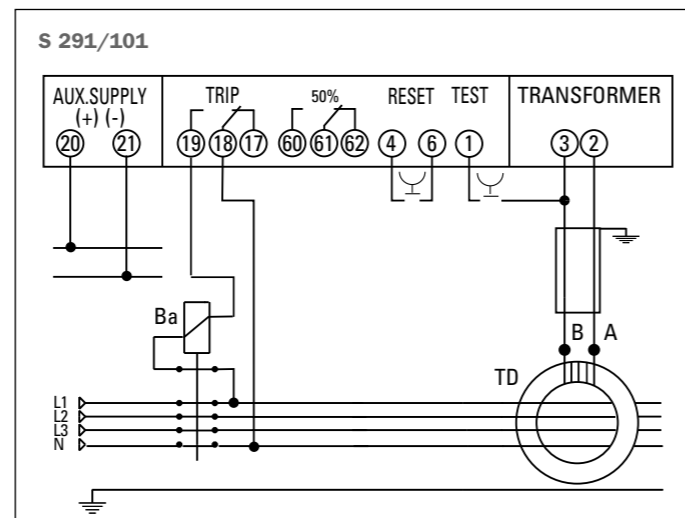 S 291/101
AUX.SUPPLY TRIP 50% RESET TEST TRANSFORMER
(+) (-)
20 21 19 18 17 60 61 62 4 6 1 3 2
Ba
B A
TD
L1
L2
L3
N